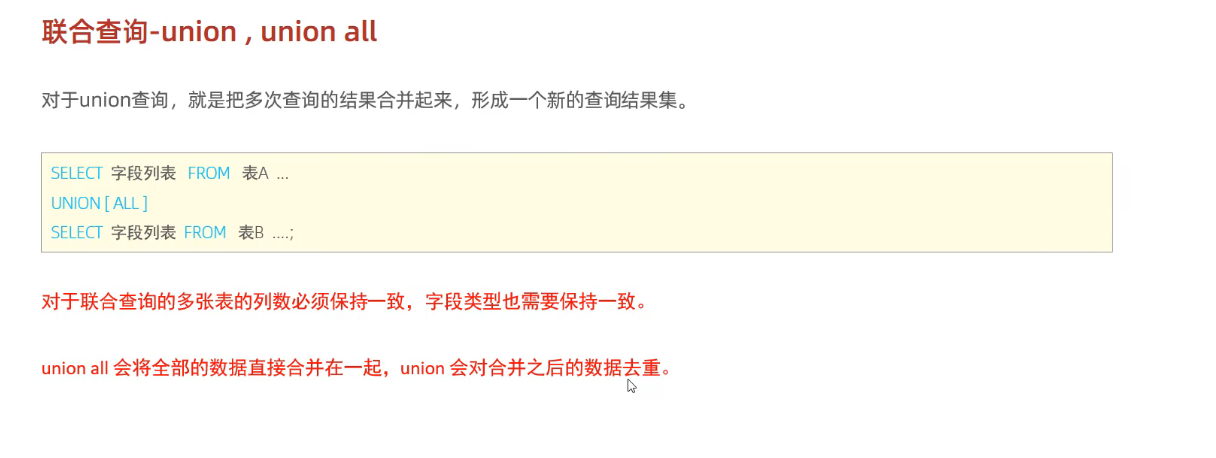 联合查询-union , union all
对于union查询，就是把多次查询的结果合并起来，形成一个新的查询结果集。
SELECT 字段列表 FROM 表A ...
UNION [ ALL ]
SELECT 字段列表 FROM 表B ....;
对于联合查询的多张表的列数必须保持一致，字段类型也需要保持一致。
union all 会将全部的数据直接合并在一起，union 会对合并之后的数据去重。